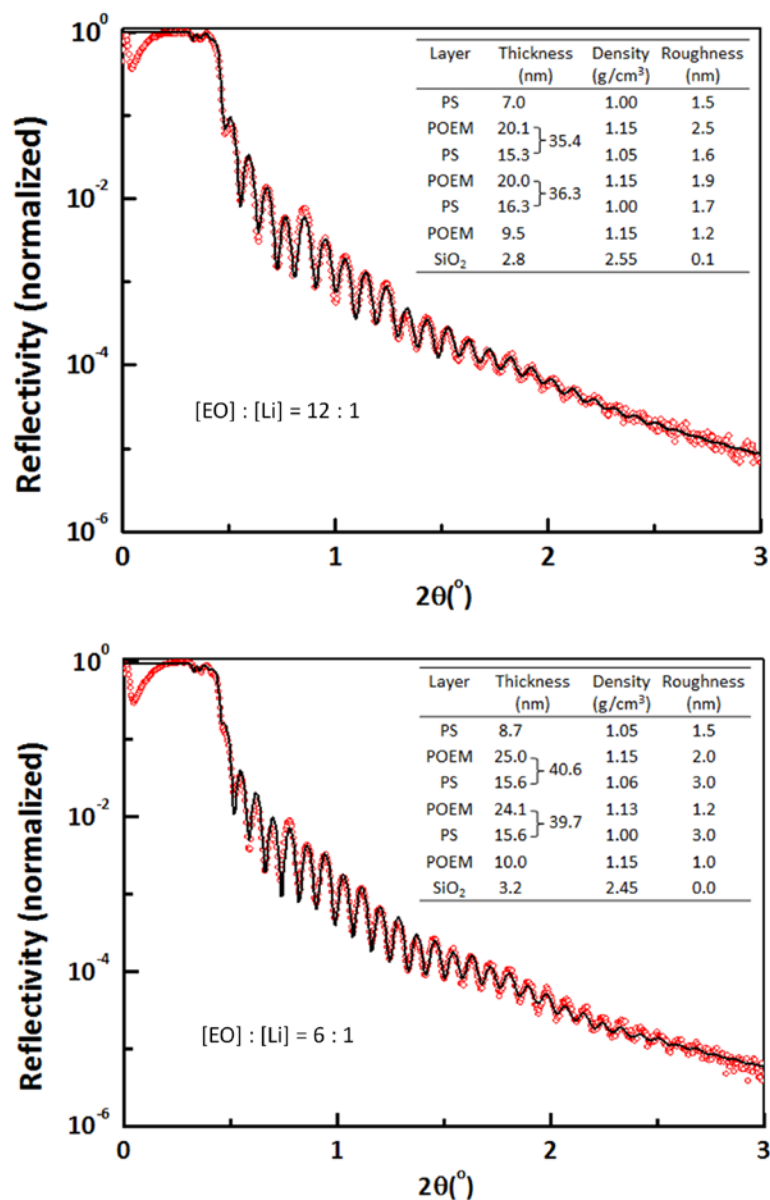 10⁰
10⁻²
10⁻⁴
10⁻⁶
Reflectivity (normalized)
Layer Thickness Density Roughness
(nm) (g/cm³) (nm)
PS 7.0 1.00 1.5
POEM 20.1 1.15 2.5
35.4
PS 15.3 1.05 1.6
POEM 20.0 1.15 1.9
36.3
PS 16.3 1.00 1.7
POEM 9.5 1.15 1.2
SiO₂ 2.8 2.55 0.1
[EO] : [Li] = 12 : 1
0 1 2 3
2θ(°)
10⁰
10⁻²
10⁻⁴
10⁻⁶
Reflectivity (normalized)
Layer Thickness Density Roughness
(nm) (g/cm³) (nm)
PS 8.7 1.05 1.5
POEM 25.0 1.15 2.0
40.6
PS 15.6 1.06 3.0
POEM 24.1 1.13 1.2
39.7
PS 15.6 1.00 3.0
POEM 10.0 1.15 1.0
SiO₂ 3.2 2.45 0.0
[EO] : [Li] = 6 : 1
0 1 2 3
2θ(°)